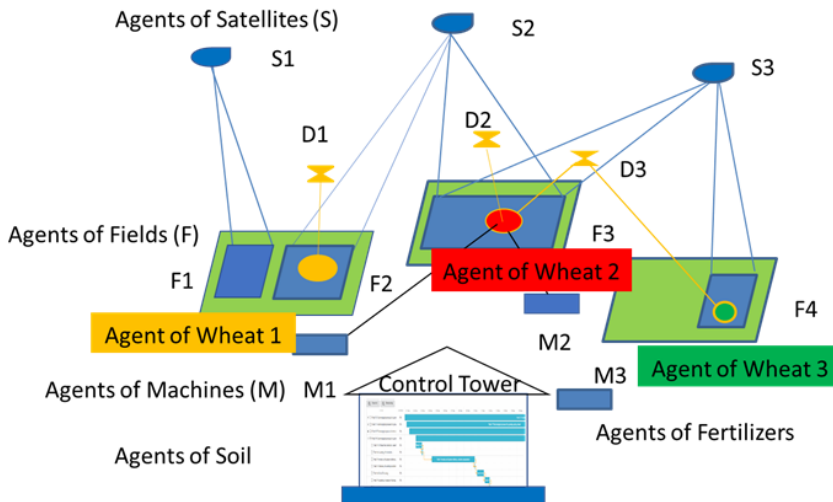 Agents of Satellites (S)
S1
S2
S3
D1
D2
D3
Agents of Fields (F)
F1
F2
F3
F4
Agent of Wheat 2
Agent of Wheat 1
M2
Agent of Wheat 3
Agents of Machines (M)
M1
Control Tower
M3
Agents of Soil
Agents of Fertilizers